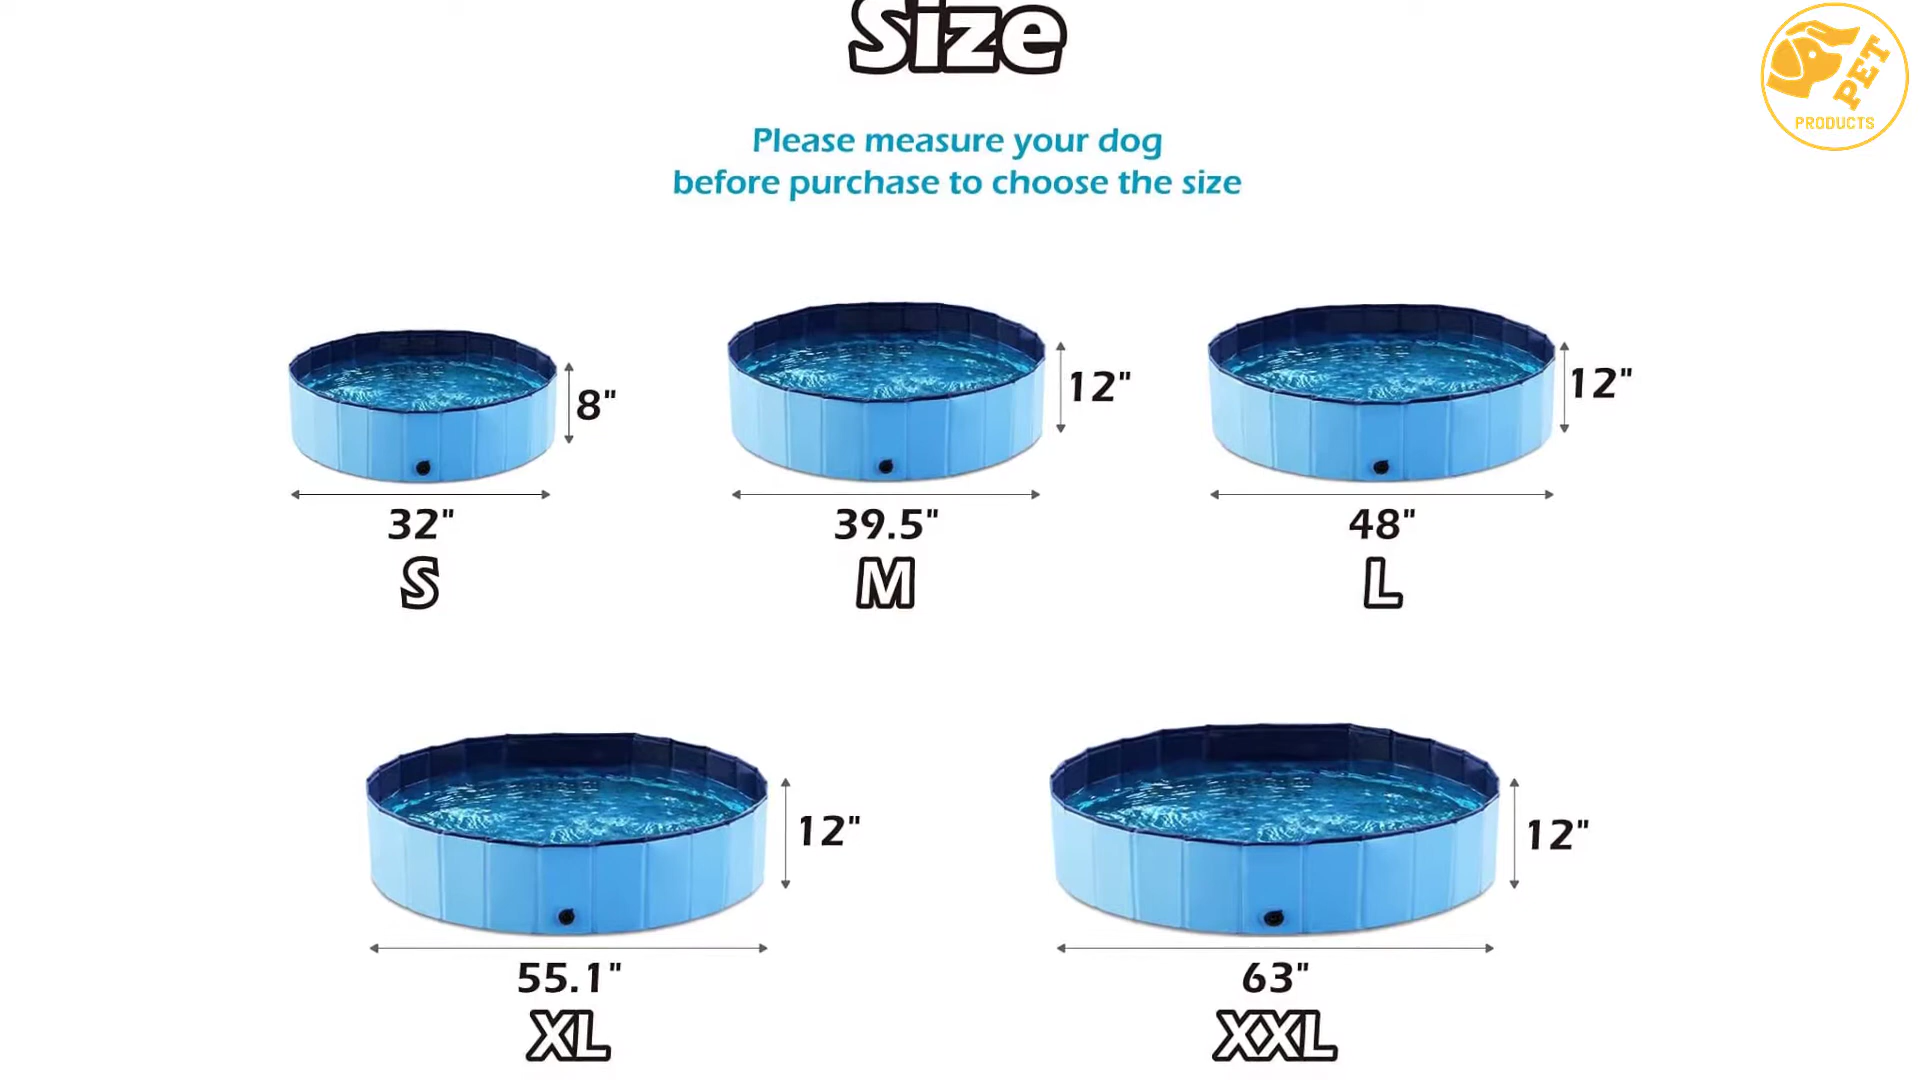 Size
PET
PRODUCTS
Please measure your dog
before purchase to choose the size
8"
12"
12"
32"
39.5"
48"
S
M
L
12"
12"
55.1"
63"
XL
XXL